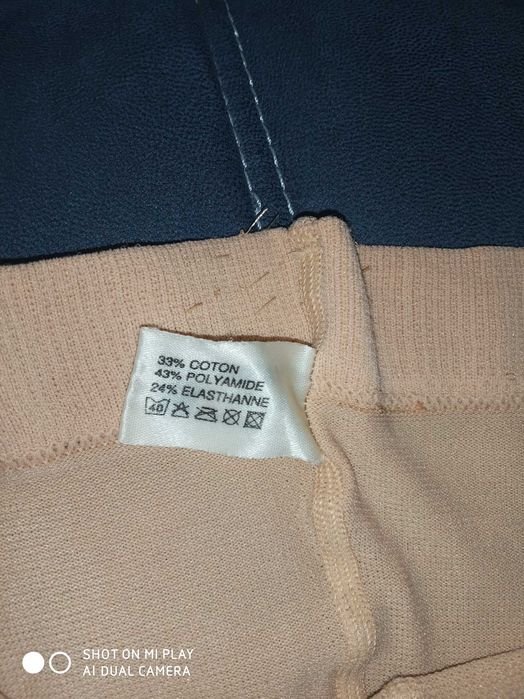 33% COTON
43% POLYAMIDE
24% ELASTHANNE
40
SHOT ON MI PLAY
AI DUAL CAMERA